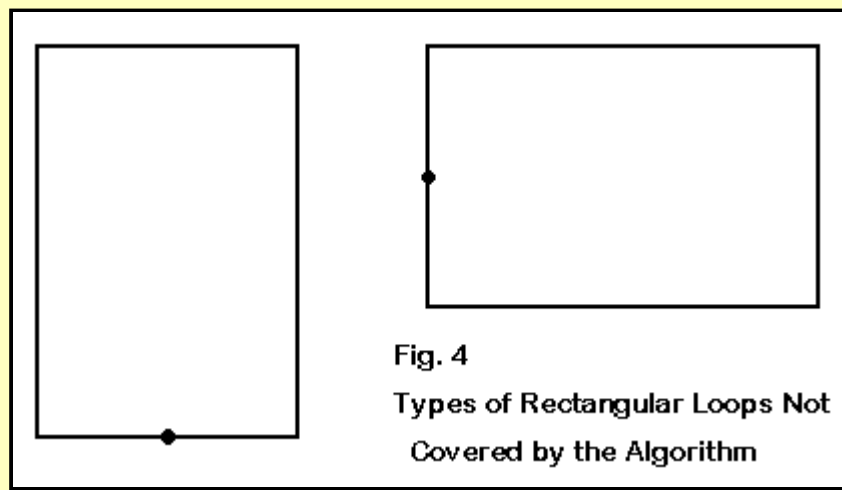 Fig. 4
Types of Rectangular Loops Not
Covered by the Algorithm